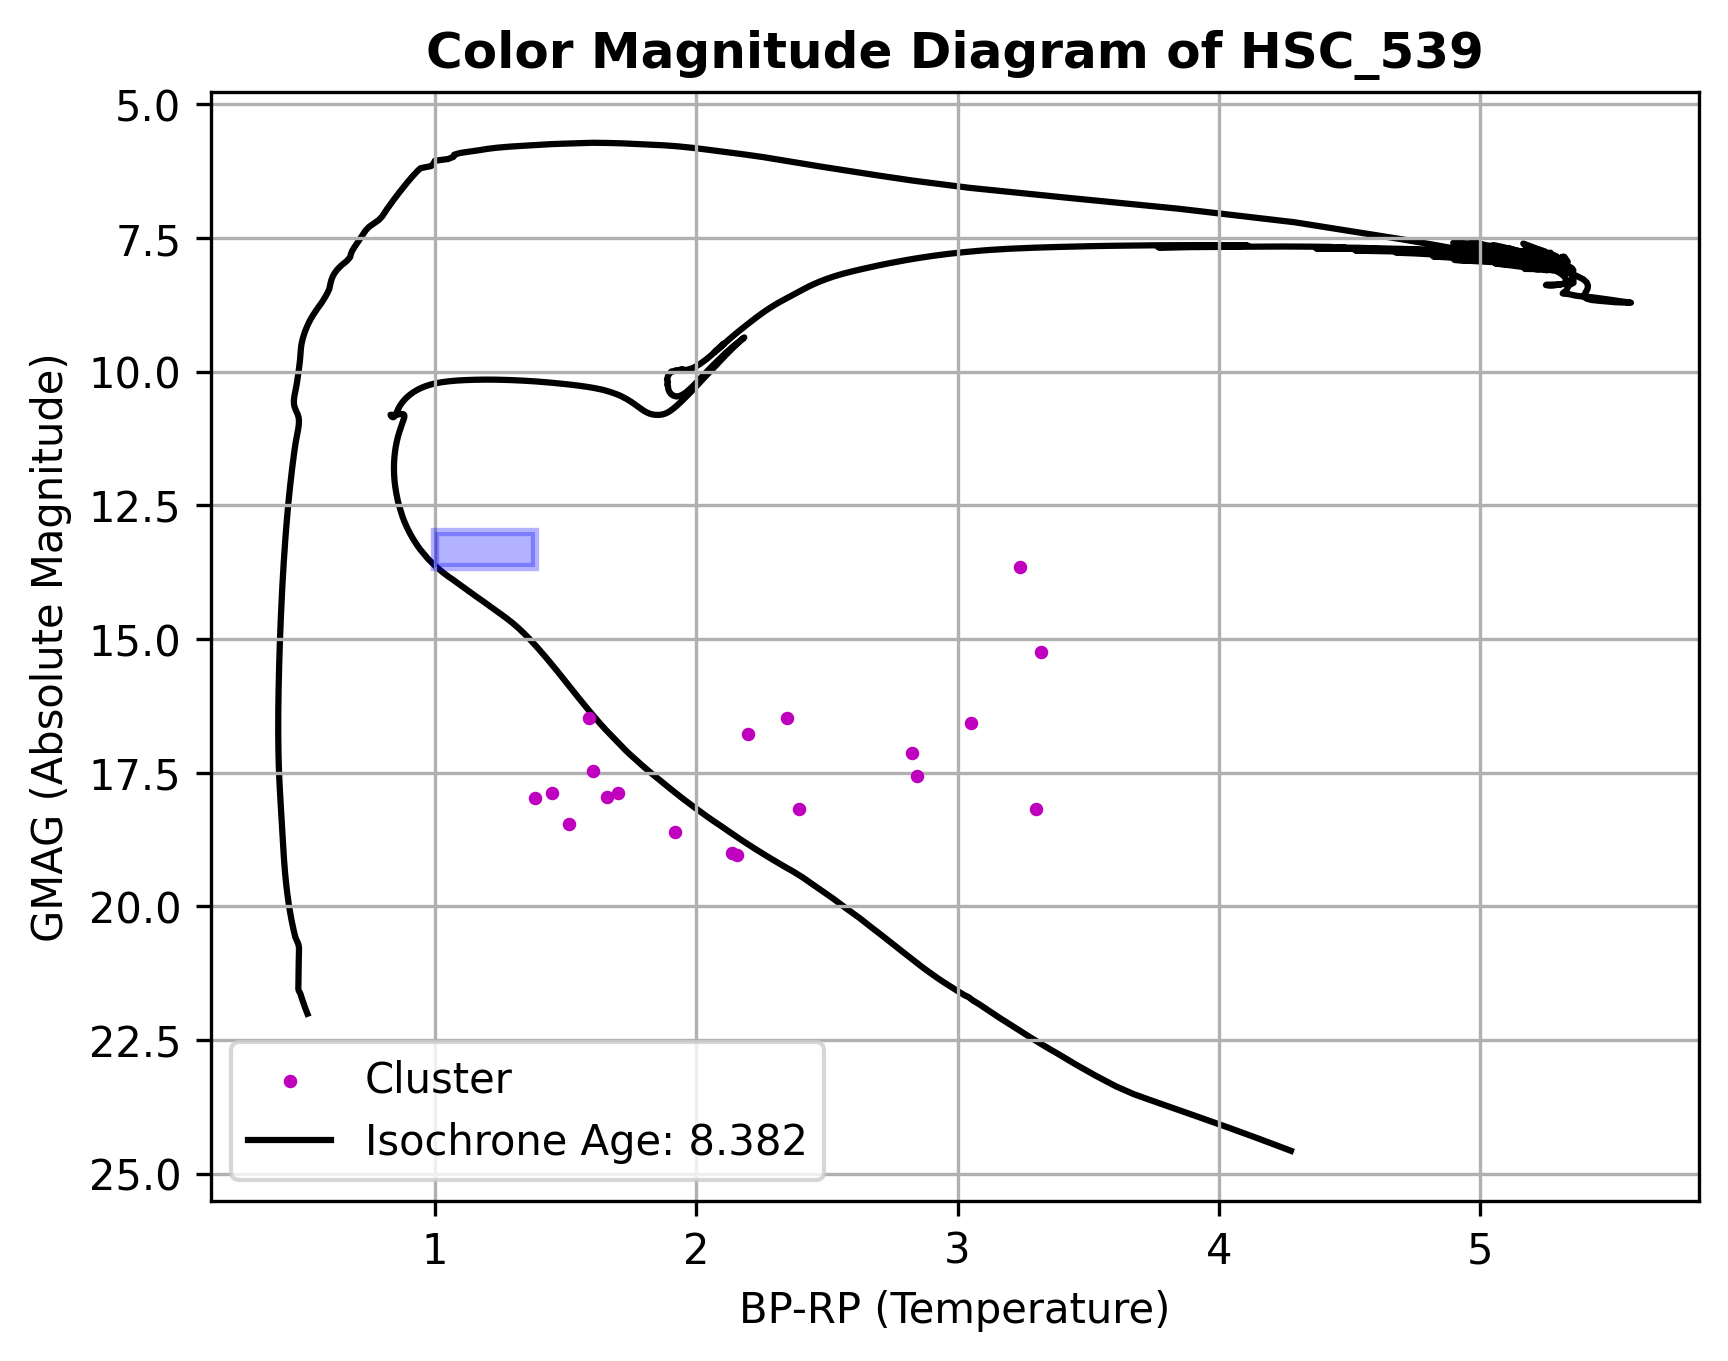 Color Magnitude Diagram of HSC_539
GMAG (Absolute Magnitude)
5.0
7.5
10.0
12.5
15.0
17.5
20.0
22.5
25.0
Cluster
Isochrone Age: 8.382
1 2 3 4 5
BP-RP (Temperature)